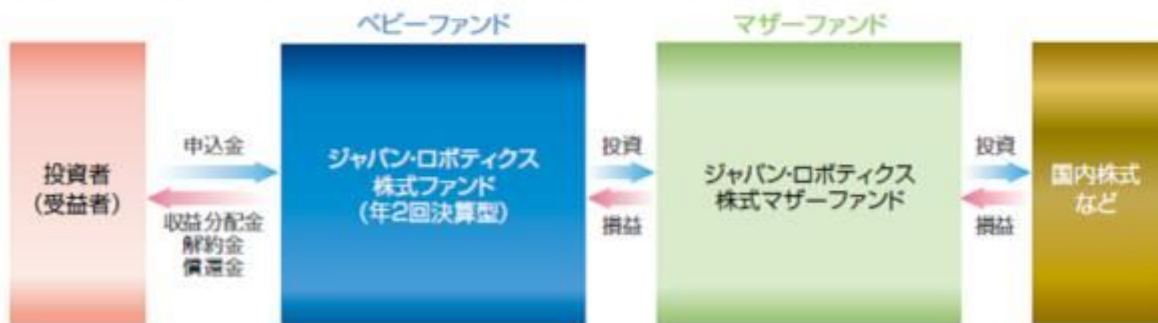 ベビーファンド
マザーファンド
投資者
(受益者)
申込金
収益分配金
解約金
償還金
ジャパン・ロボティクス
株式ファンド
(年2回決算型)
投資
損益
ジャパン・ロボティクス
株式マザーファンド
投資
損益
国内株式
など